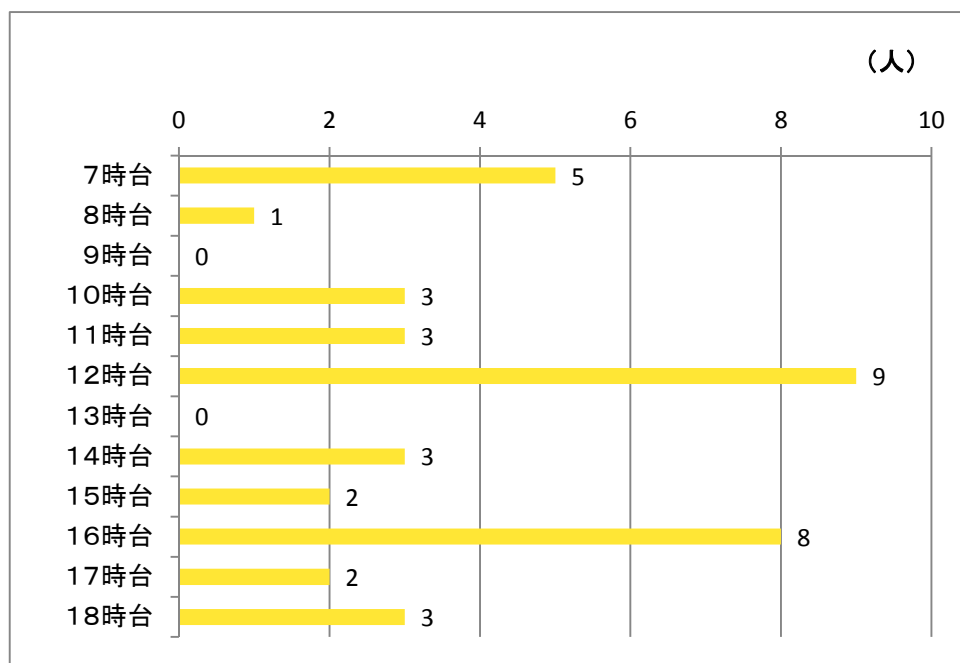 （人）
0 2 4 6 8 10
７時台 5
８時台 1
９時台 0
１０時台 3
１１時台 3
１２時台 9
１３時台 0
１４時台 3
１５時台 2
１６時台 8
１７時台 2
１８時台 3